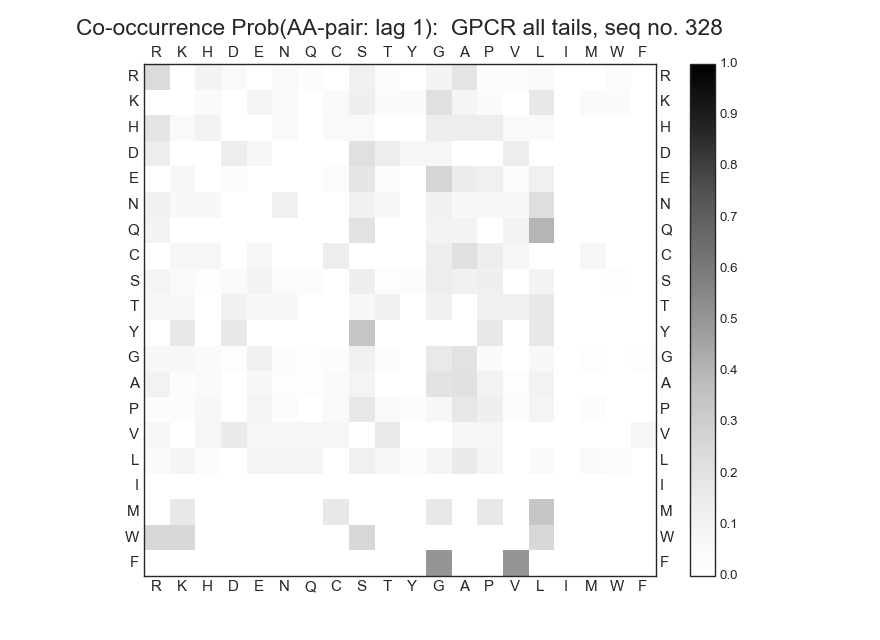 Co-occurrence Prob(AA-pair: lag 1):  GPCR all tails, seq no. 328
R K H D E N Q C S T Y G A P V L I M W F
R R 1.0
K K
H H 0.9
D D 0.8
E E
N N 0.7
Q Q
C C 0.6
S S
T T 0.5
Y Y
G G 0.4
A A
P P 0.3
V V
L L 0.2
I I
M M 0.1
W W
F F 0.0
R K H D E N Q C S T Y G A P V L I M W F